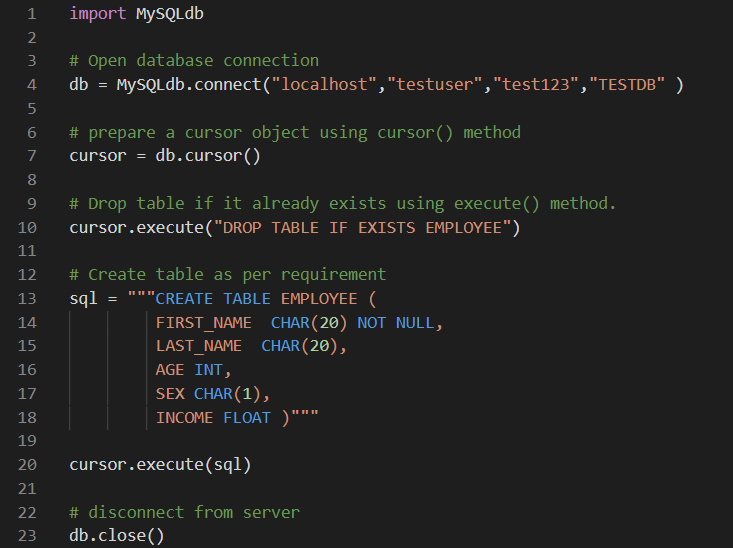 1 import MySQLdb
2
3 # Open database connection
4 db = MySQLdb.connect("localhost","testuser","test123","TESTDB" )
5
6 # prepare a cursor object using cursor() method
7 cursor = db.cursor()
8
9 # Drop table if it already exists using execute() method.
10 cursor.execute("DROP TABLE IF EXISTS EMPLOYEE")
11
12 # Create table as per requirement
13 sql = """CREATE TABLE EMPLOYEE (
14          FIRST_NAME  CHAR(20) NOT NULL,
15          LAST_NAME  CHAR(20),
16          AGE INT,
17          SEX CHAR(1),
18          INCOME FLOAT )"""
19
20 cursor.execute(sql)
21
22 # disconnect from server
23 db.close()